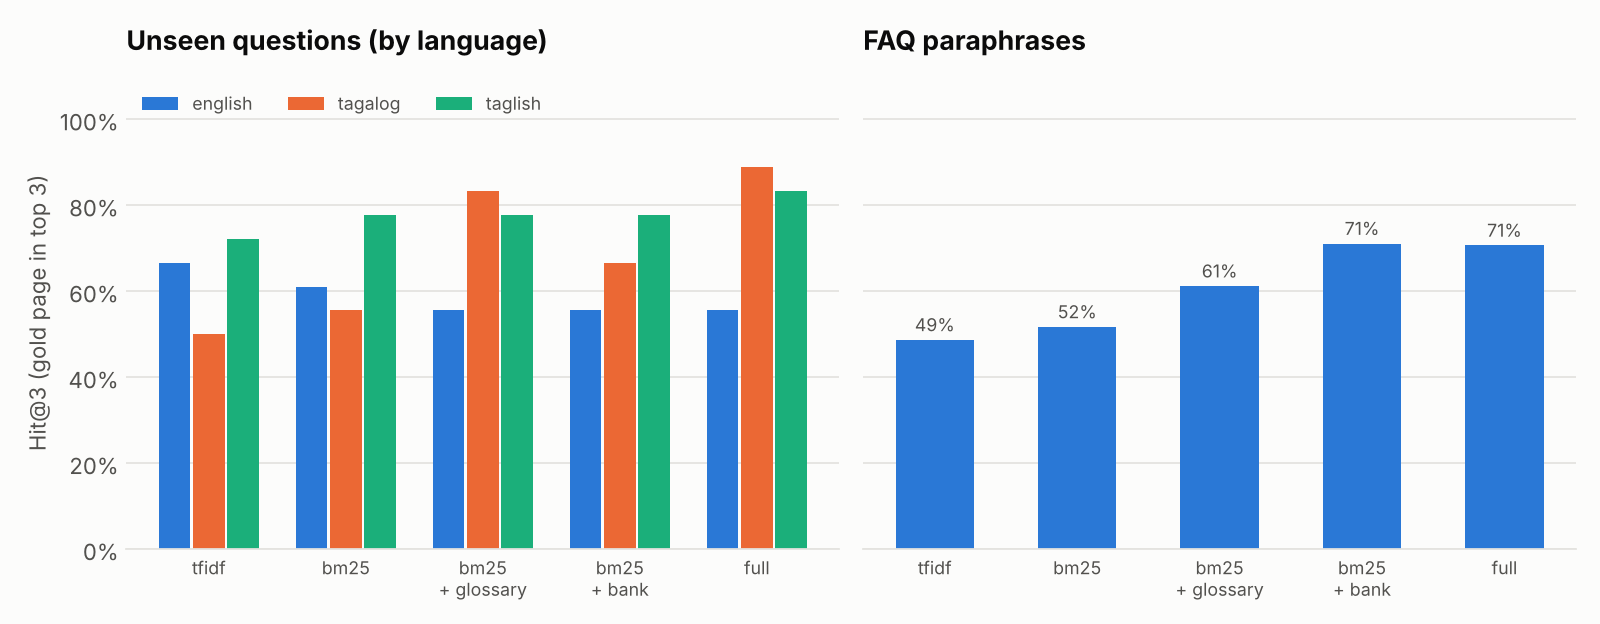 Unseen questions (by language)
english tagalog taglish
Hit@3 (gold page in top 3)
100%
80%
60%
40%
20%
0%
tfidf bm25 bm25 bm25 full
+ glossary + bank
FAQ paraphrases
49% 52% 61% 71% 71%
tfidf bm25 bm25 bm25 full
+ glossary + bank